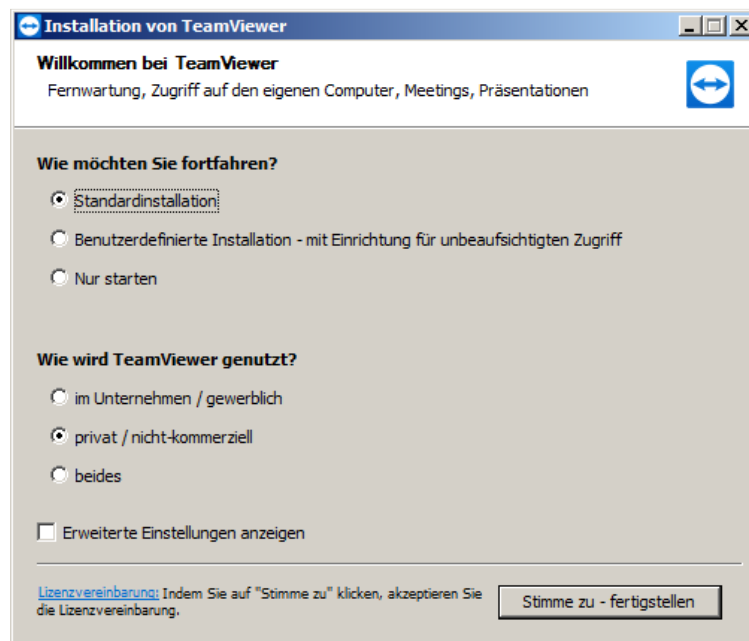 Installation von TeamViewer
Willkommen bei TeamViewer
Fernwartung, Zugriff auf den eigenen Computer, Meetings, Präsentationen
Wie möchten Sie fortfahren?
Standardinstallation
Benutzerdefinierte Installation - mit Einrichtung für unbeaufsichtigten Zugriff
Nur starten
Wie wird TeamViewer genutzt?
im Unternehmen / gewerblich
privat / nicht-kommerziell
beides
Erweiterte Einstellungen anzeigen
Lizenzvereinbarung: Indem Sie auf "Stimme zu" klicken, akzeptieren Sie
die Lizenzvereinbarung.
Stimme zu - fertigstellen